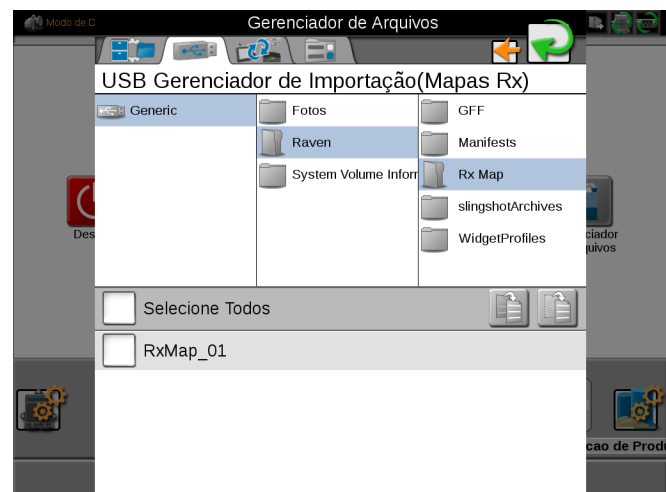 Modo de D
Gerenciador de Arquivos
USB Gerenciador de Importação(Mapas Rx)
Generic
Fotos
Raven
System Volume Inforr
GFF
Manifests
Rx Map
slingshotArchives
WidgetProfiles
Des
ciador
quivos
Selecione Todos
RxMap_01
cao de Prod